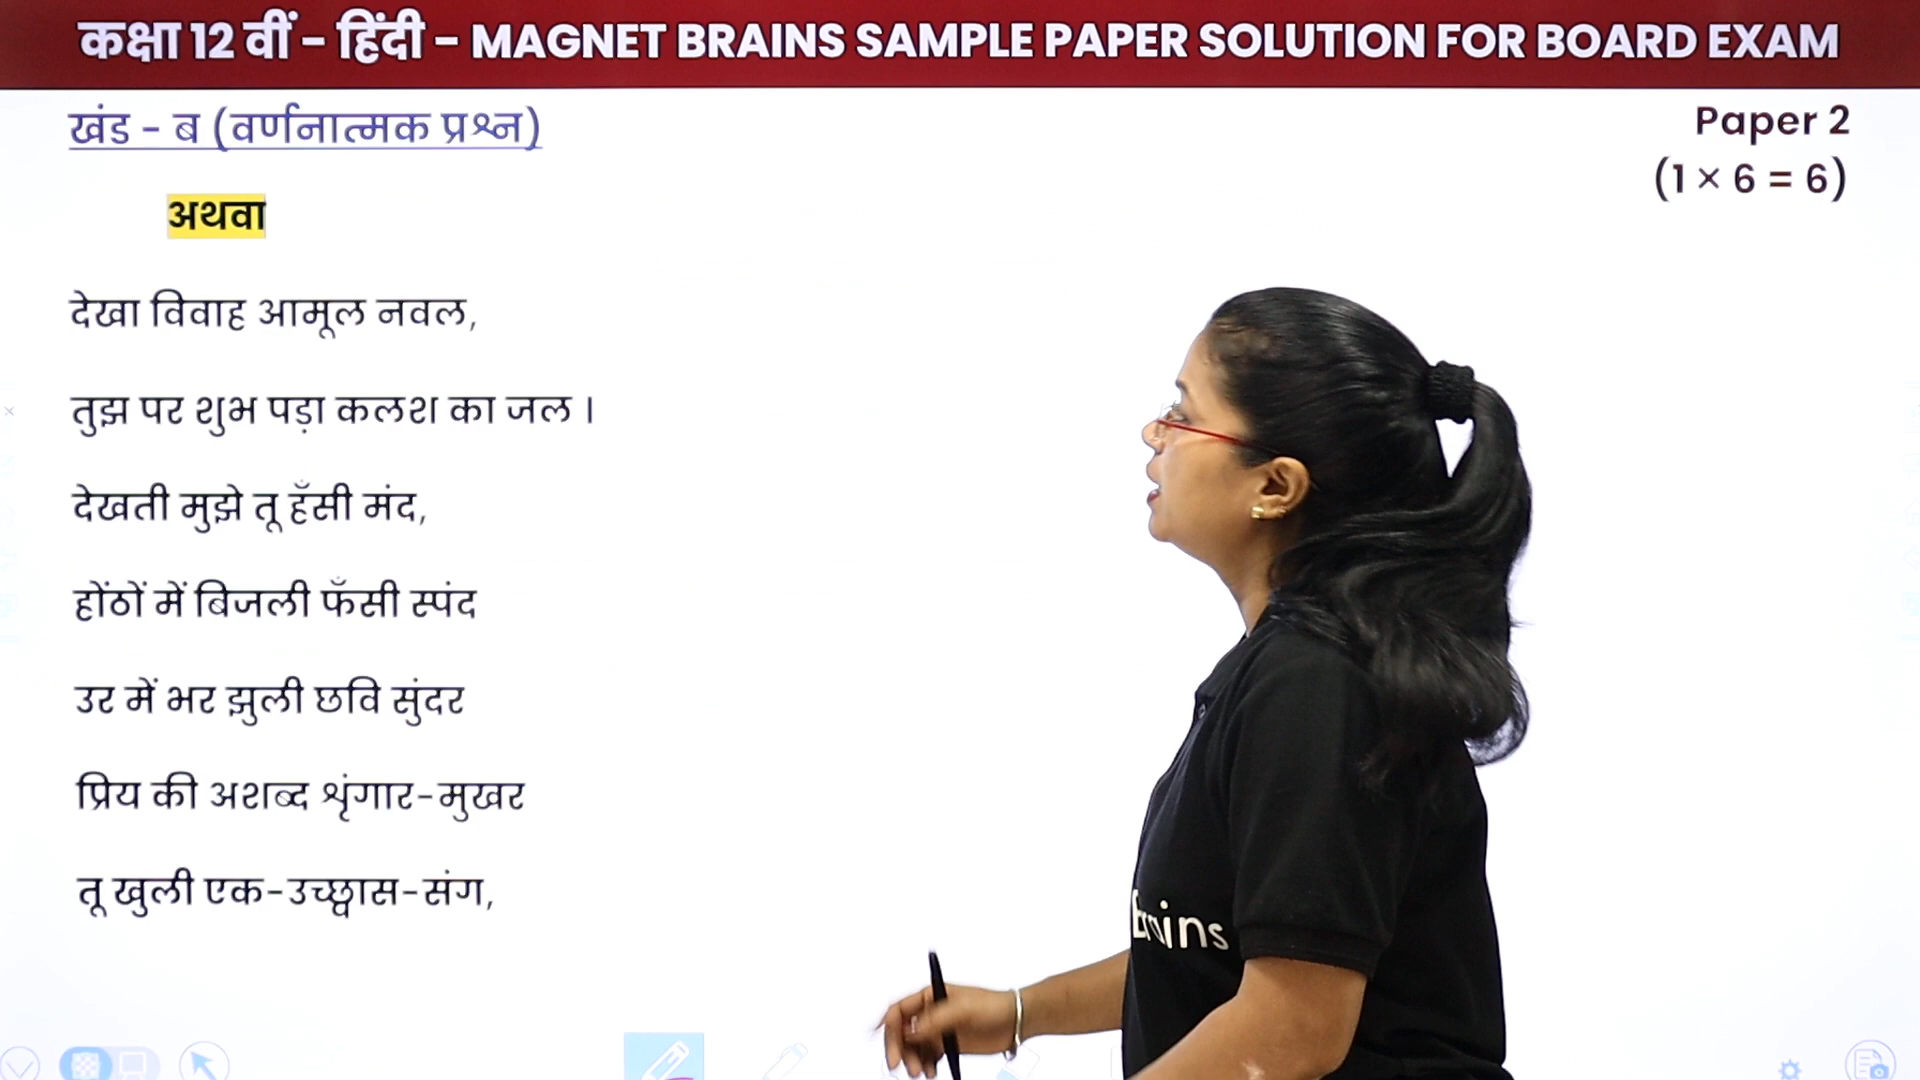 कक्षा 12 वीं - हिंदी - MAGNET BRAINS SAMPLE PAPER SOLUTION FOR BOARD EXAM
खंड - ब (वर्णनात्मक प्रश्न)
Paper 2
(1 × 6 = 6)
अथवा
देखा विवाह आमूल नवल,
तुझ पर शुभ पड़ा कलश का जल ।
देखती मुझे तू हँसी मंद,
होंठों में बिजली फँसी स्पंद
उर में भर झुली छवि सुंदर
प्रिय की अशब्द शृंगार-मुखर
तू खुली एक-उच्छ्वास-संग,
Brains